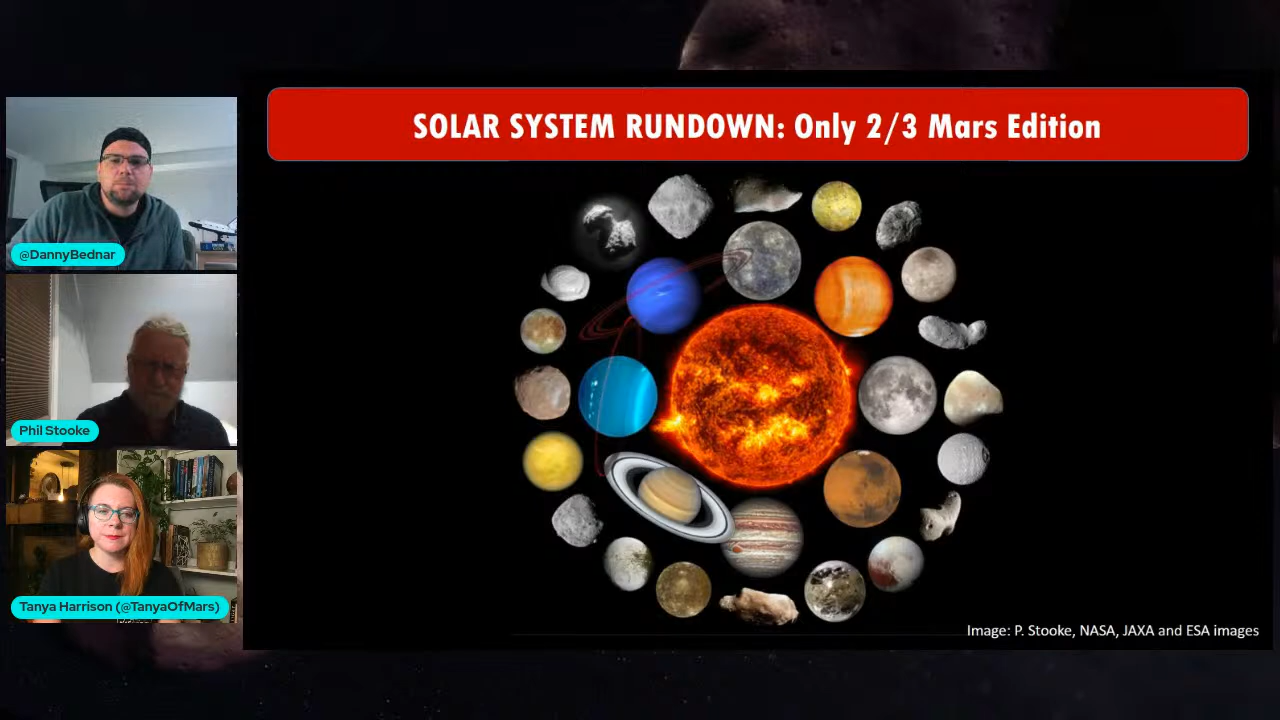 SOLAR SYSTEM RUNDOWN: Only 2/3 Mars Edition
@DannyBednar
Phil Stooke
Tanya Harrison (@TanyaOfMars)
Image: P. Stooke, NASA, JAXA and ESA images